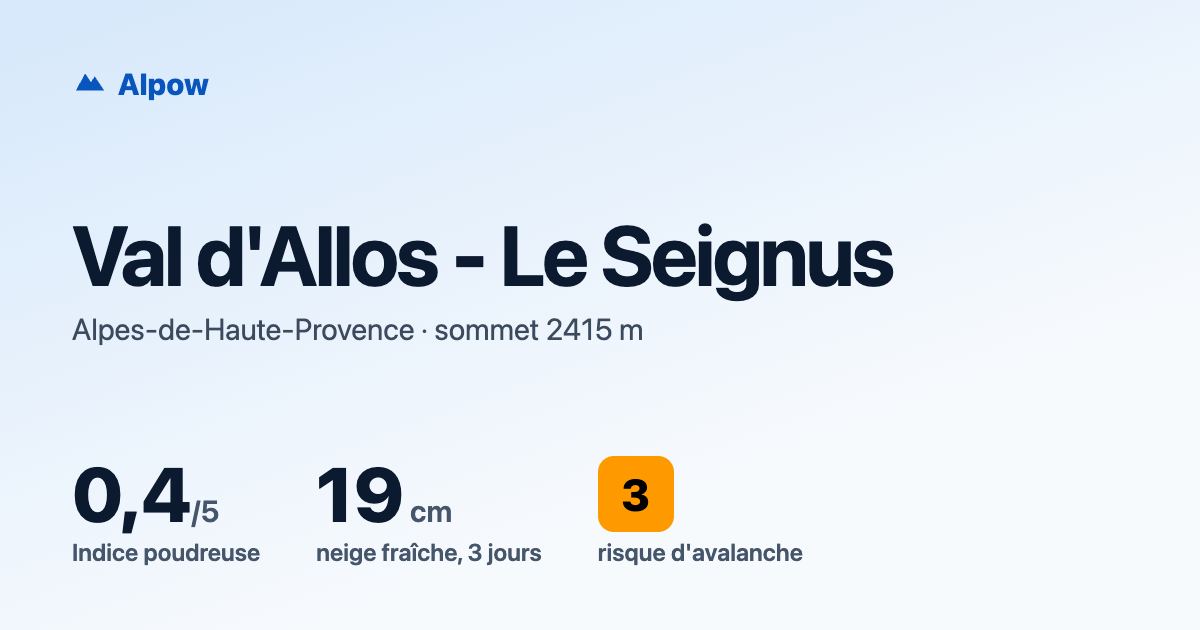 Alpow
Val d'Allos - Le Seignus
Alpes-de-Haute-Provence · sommet 2415 m
0,4/5
Indice poudreuse
19 cm
neige fraîche, 3 jours
3
risque d'avalanche